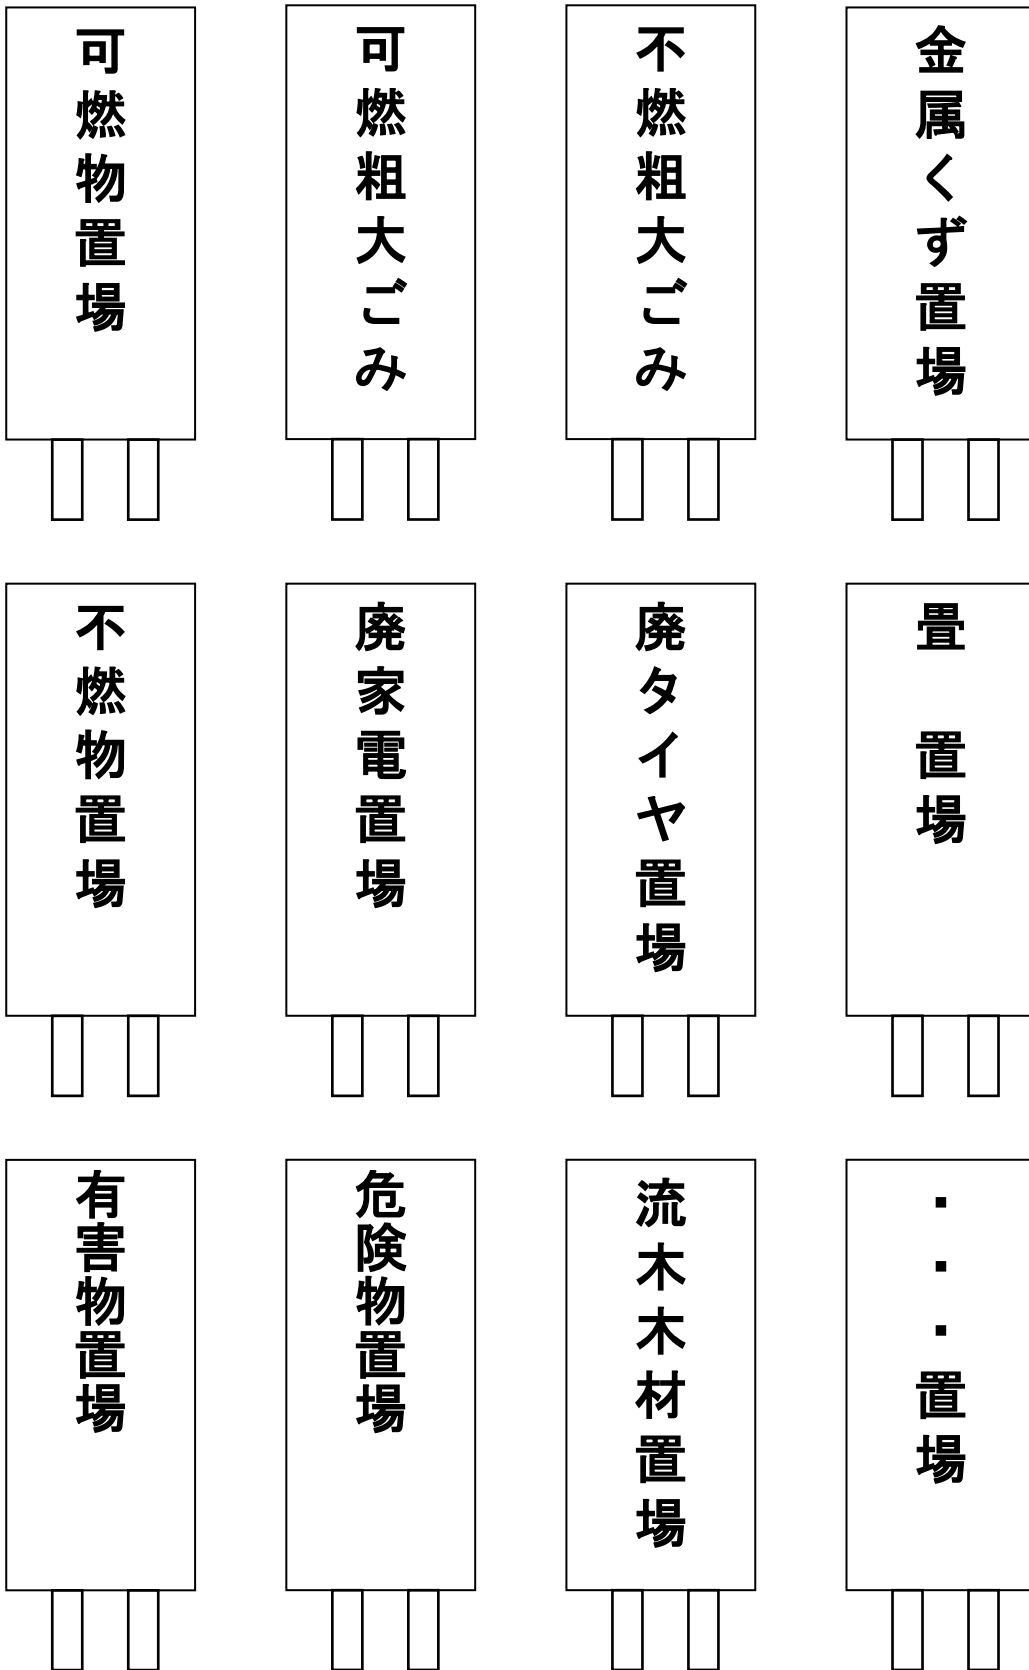 可燃物置場
可燃粗大ごみ
不燃粗大ごみ
金属くず置場
不燃物置場
廃家電置場
廃タイヤ置場
畳　置場
有害物置場
危険物置場
流木木材置場
・・・置場